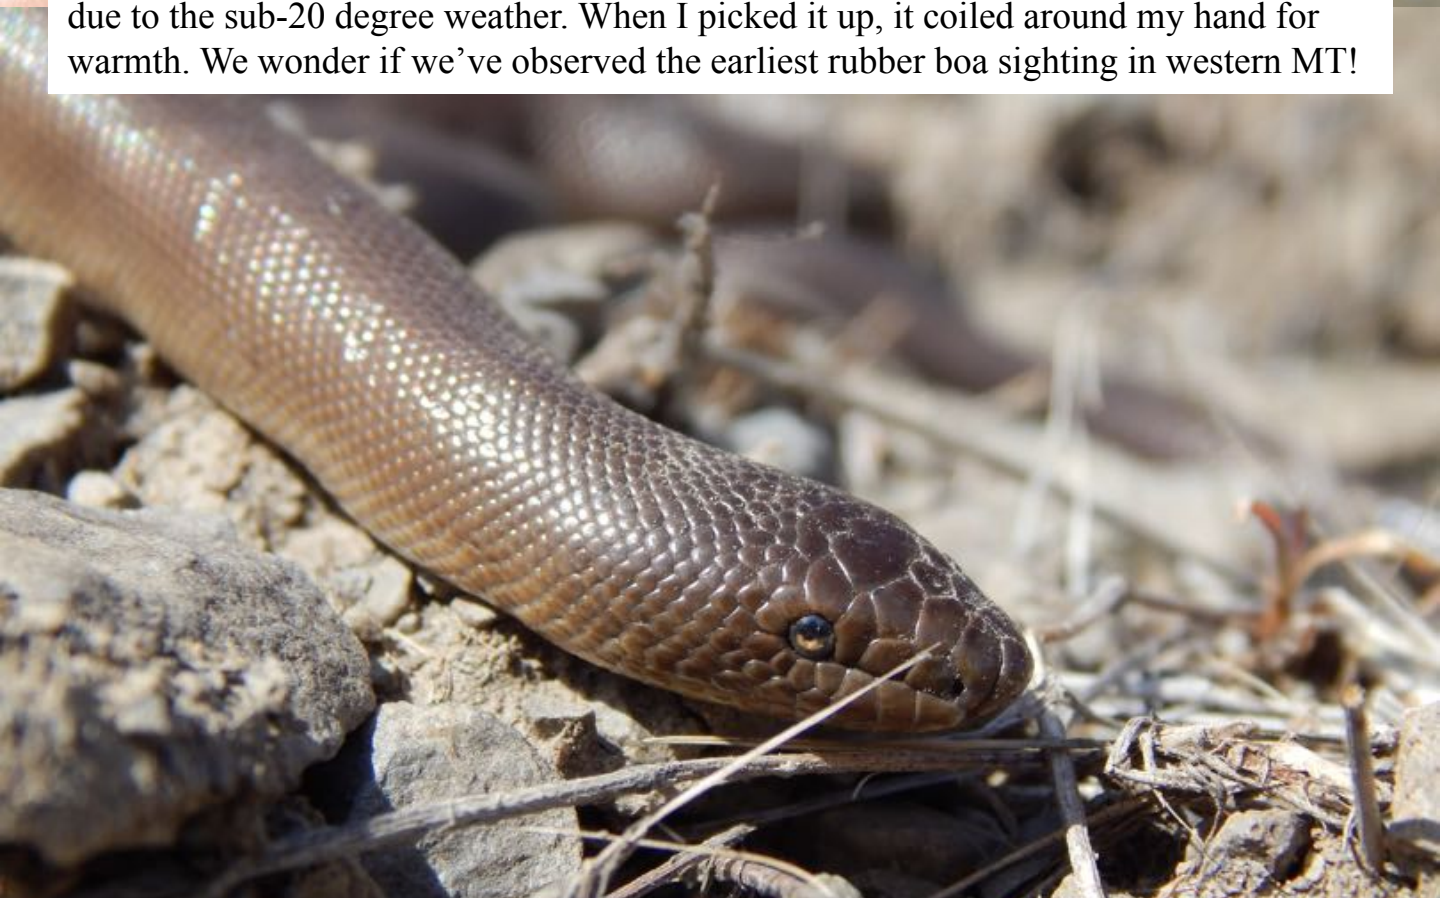 due to the sub-20 degree weather. When I picked it up, it coiled around my hand for
warmth. We wonder if we’ve observed the earliest rubber boa sighting in western MT!